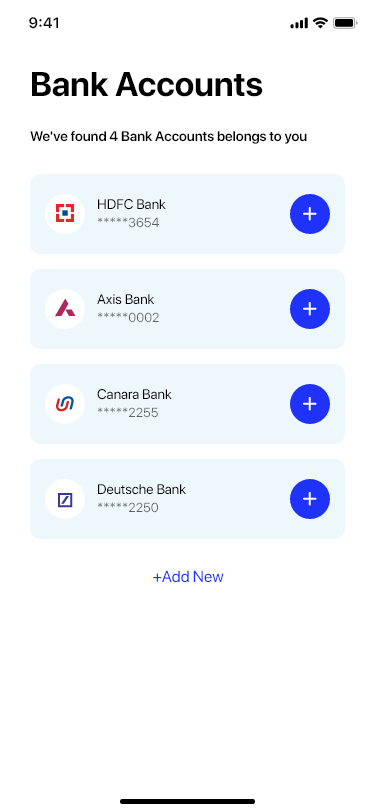 9:41
Bank Accounts
We've found 4 Bank Accounts belongs to you
HDFC Bank
*****3654
Axis Bank
*****0002
Canara Bank
*****2255
Deutsche Bank
*****2250
+Add New